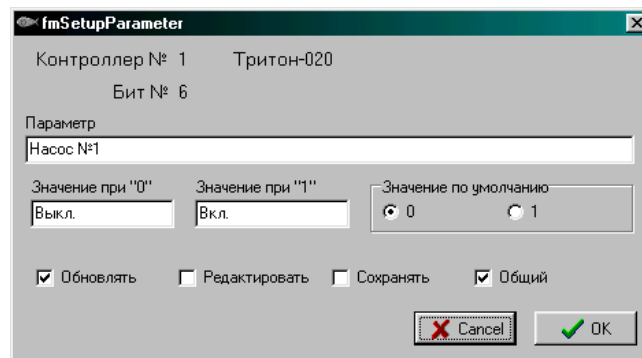 fmSetupParameter
Контроллер № 1 Тритон-020
Бит № 6
Параметр
Насос №1
Значение при "0" Значение при "1" Значение по умолчанию
Выкл. Вкл. 0 1
Обновлять Редактировать Сохранять Общий
Cancel OK